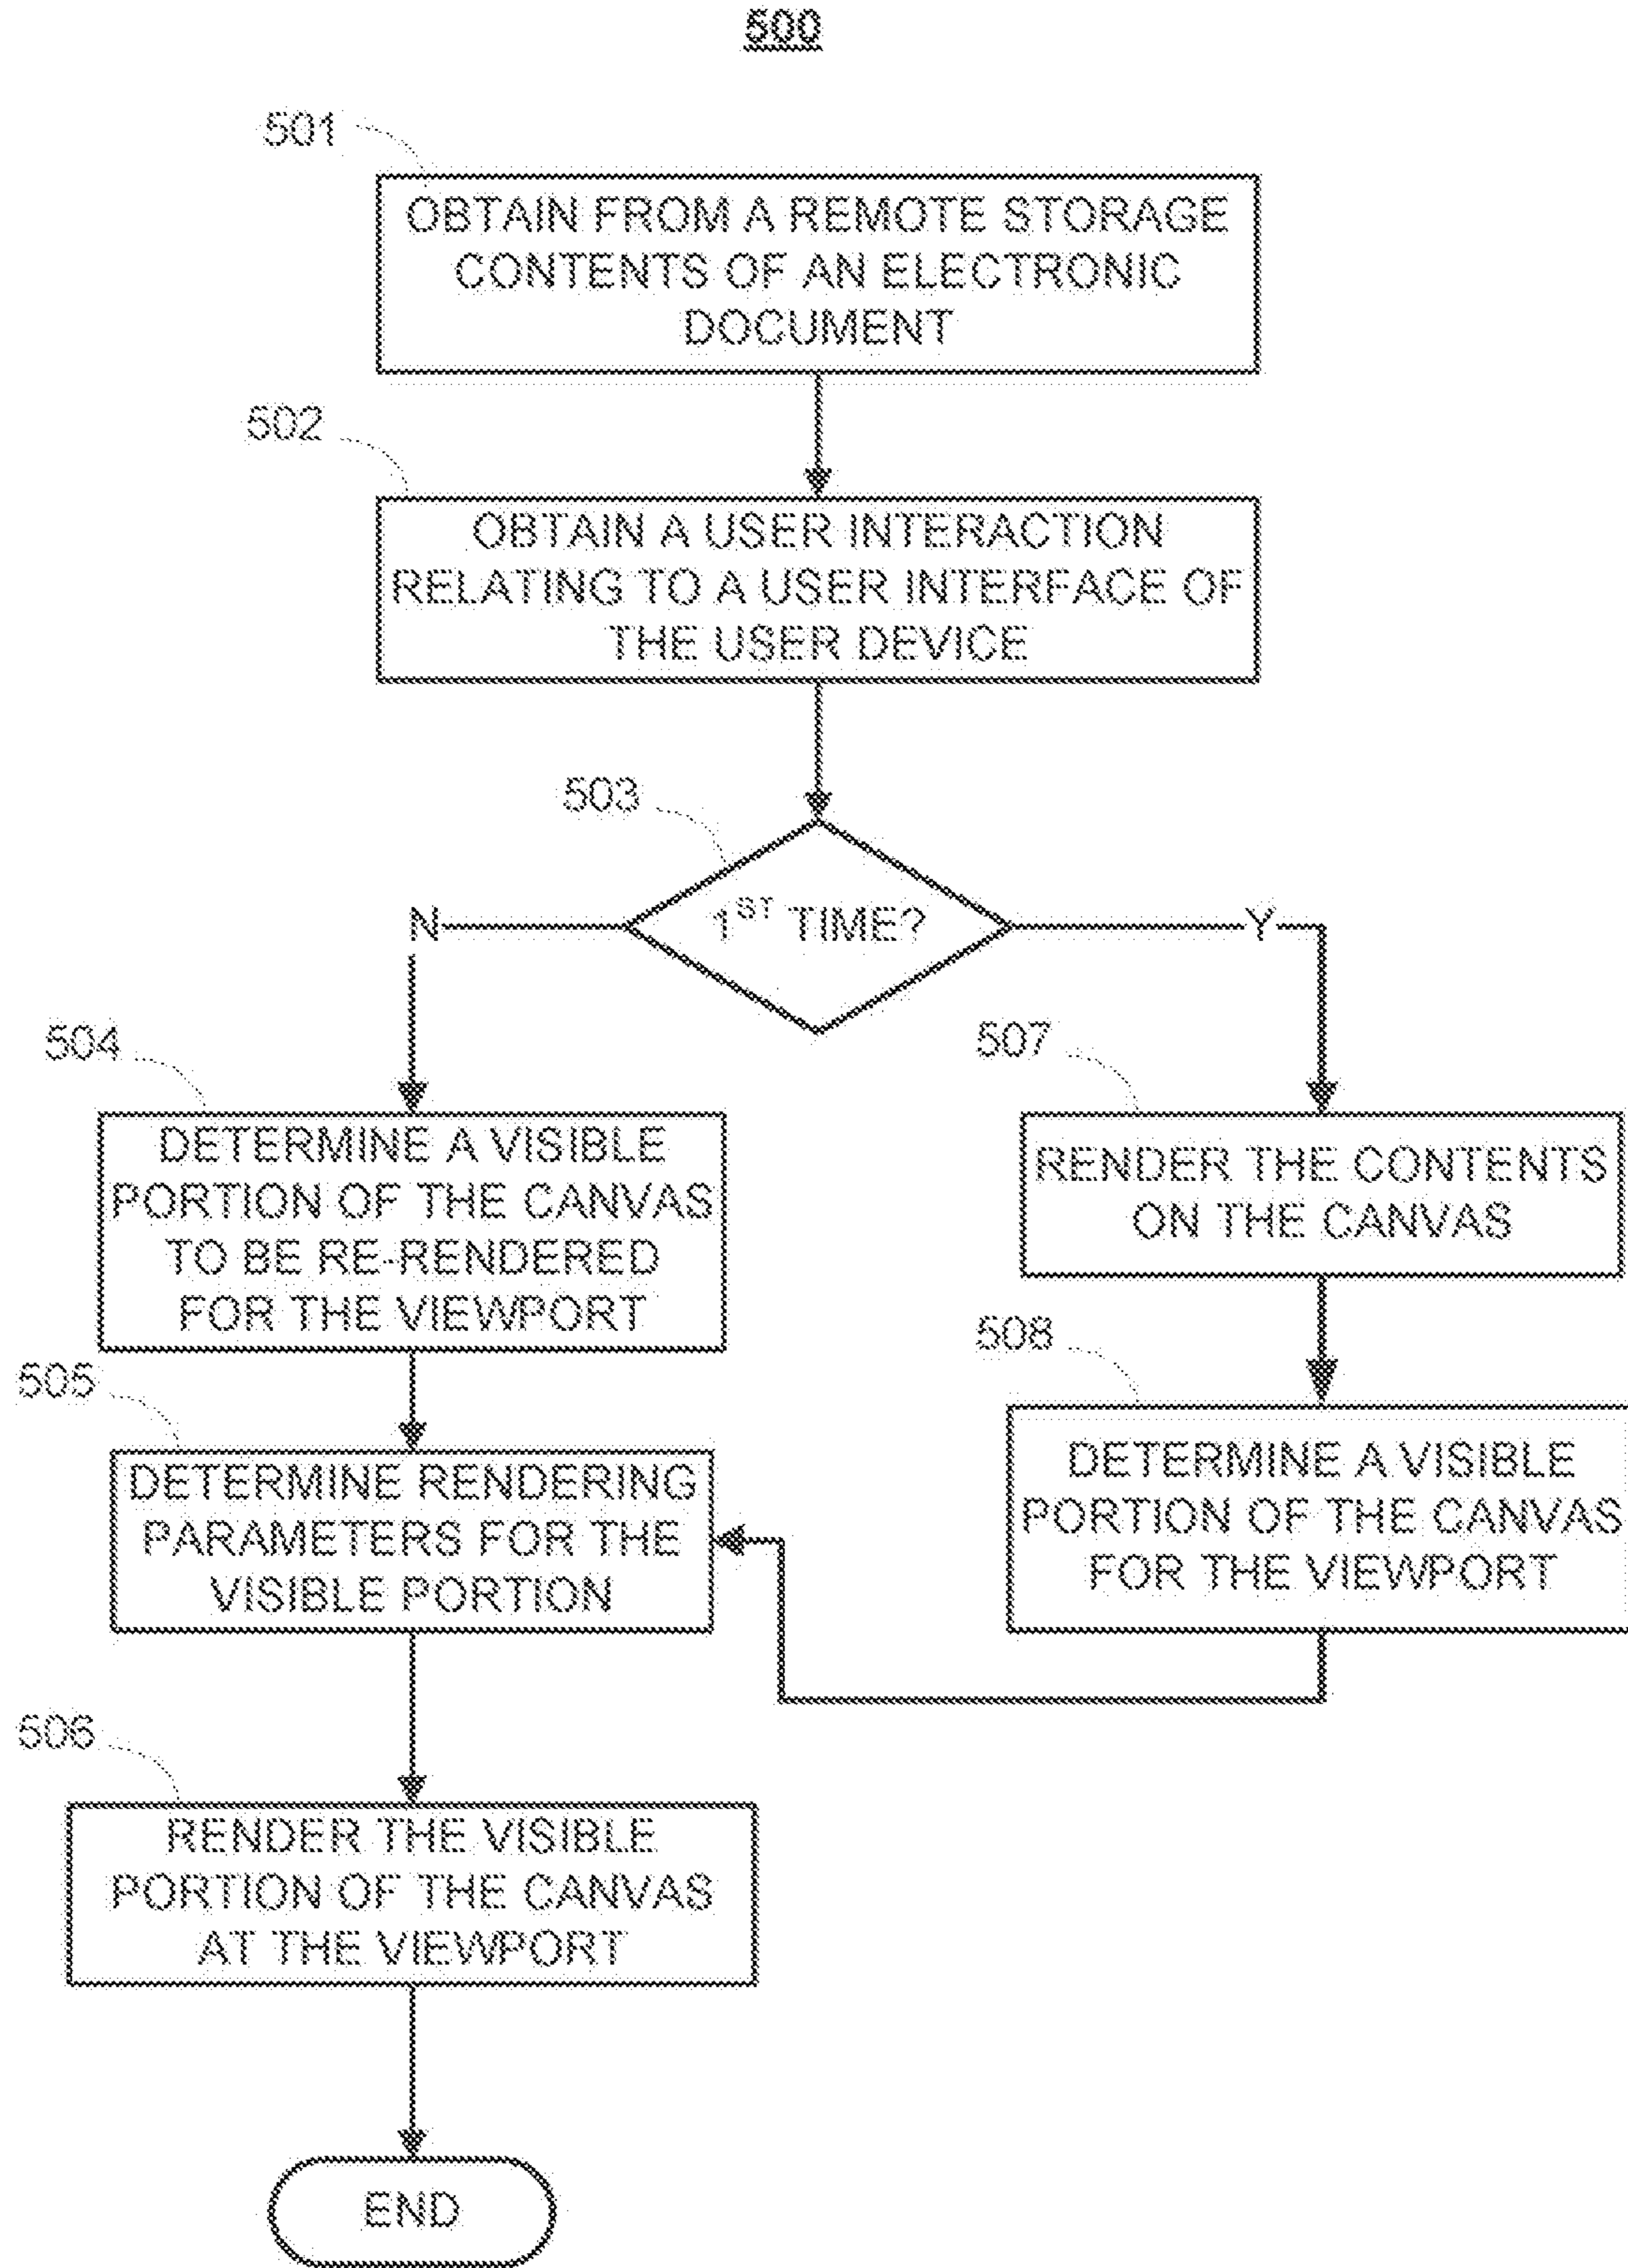 500
501
OBTAIN FROM A REMOTE STORAGE
CONTENTS OF AN ELECTRONIC
DOCUMENT
502
OBTAIN A USER INTERACTION
RELATING TO A USER INTERFACE OF
THE USER DEVICE
503
1ST TIME?
N
Y
504
DETERMINE A VISIBLE
PORTION OF THE CANVAS
TO BE RE-RENDERED
FOR THE VIEWPORT
507
RENDER THE CONTENTS
ON THE CANVAS
505
DETERMINE RENDERING
PARAMETERS FOR THE
VISIBLE PORTION
508
DETERMINE A VISIBLE
PORTION OF THE CANVAS
FOR THE VIEWPORT
506
RENDER THE VISIBLE
PORTION OF THE CANVAS
AT THE VIEWPORT
END